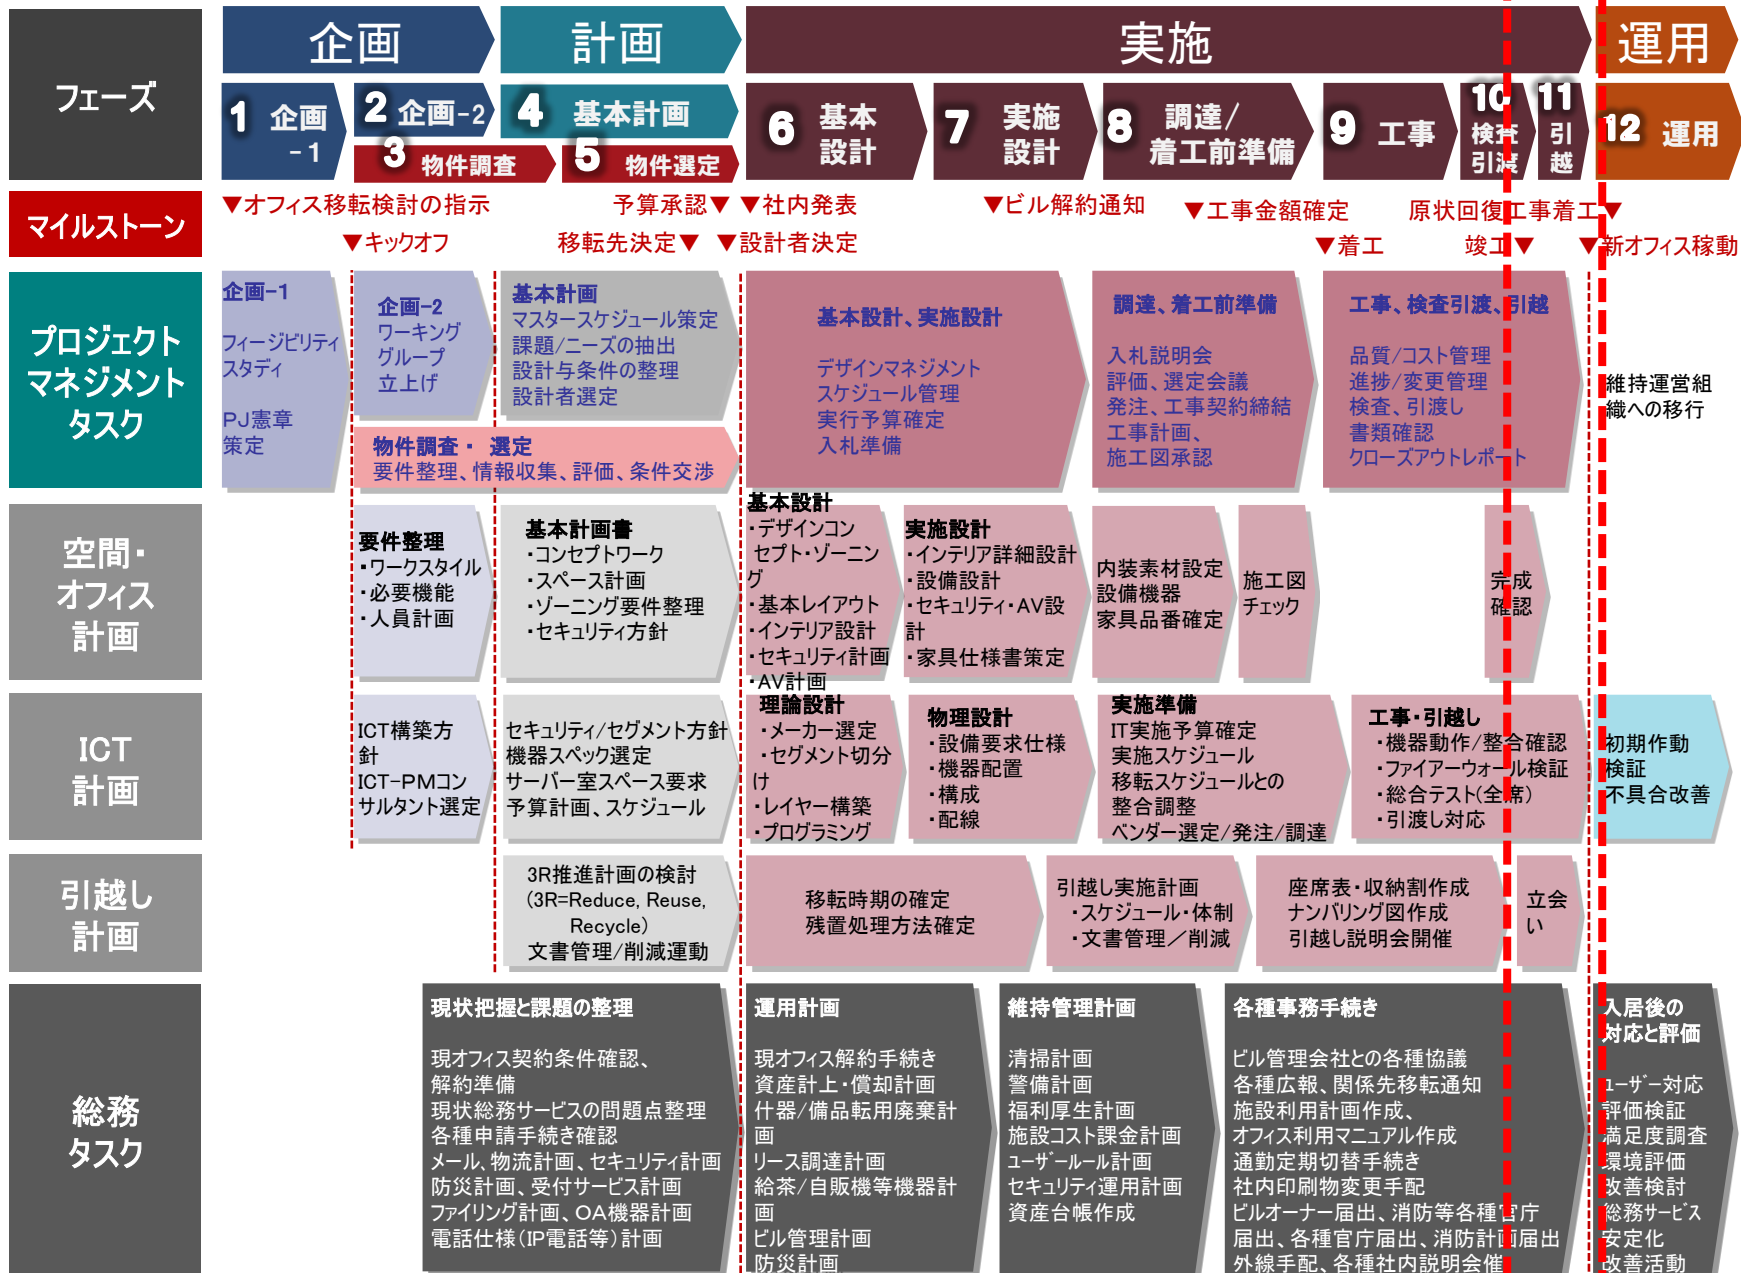 フェーズ
企画
計画
実施
運用
1 企画
-1
2 企画-2
3 物件調査
4 基本計画
5 物件選定
6 基本
設計
7 実施
設計
8 調達/
着工前準備
9 工事
10
検査
引渡
11
引
越
12 運用
マイルストーン
▼オフィス移転検討の指示
予算承認▼
▼社内発表
▼ビル解約通知
▼工事金額確定
原状回復工事着工▼
▼キックオフ
移転先決定▼
▼設計者決定
▼着工
竣工▼
▼新オフィス稼動
プロジェクト
マネジメント
タスク
企画-1
フィージビリティ
スタディ
PJ憲章
策定
企画-2
ワーキング
グループ
立上げ
基本計画
マスタースケジュール策定
課題/ニーズの抽出
設計与条件の整理
設計者選定
物件調査・ 選定
要件整理、情報収集、評価、条件交渉
基本設計、実施設計
デザインマネジメント
スケジュール管理
実行予算確定
入札準備
調達、着工前準備
入札説明会
評価、選定会議
発注、工事契約締結
工事計画、
施工図承認
工事、検査引渡、引越
品質/コスト管理
進捗/変更管理
検査、引渡し
書類確認
クローズアウトレポート
維持運営組
織への移行
空間・
オフィス
計画
要件整理
・ワークスタイル
・必要機能
・人員計画
基本計画書
・コンセプトワーク
・スペース計画
・ゾーニング要件整理
・セキュリティ方針
基本設計
・デザインコン
セプト・ゾーニン
グ
・基本レイアウト
・インテリア設計
・セキュリティ計画
・AV計画
実施設計
・インテリア詳細設計
・設備設計
・セキュリティ・AV設
計
・家具仕様書策定
内装素材設定
設備機器
家具品番確定
施工図
チェック
完成
確認
ICT
計画
ICT構築方
針
ICT-PMコン
サルタント選定
セキュリティ/セグメント方針
機器スペック選定
サーバー室スペース要求
予算計画、スケジュール
理論設計
・メーカー選定
・セグメント切分
け
・レイヤー構築
・プログラミング
物理設計
・設備要求仕様
・機器配置
・構成
・配線
実施準備
IT実施予算確定
実施スケジュール
移転スケジュールとの
整合調整
ベンダー選定/発注/調達
工事・引越し
・機器動作/整合確認
・ファイアーウォール検証
・総合テスト(全席)
・引渡し対応
初期作動
検証
不具合改善
引越し
計画
3R推進計画の検討
(3R=Reduce, Reuse,
Recycle)
文書管理/削減運動
移転時期の確定
残置処理方法確定
引越し実施計画
・スケジュール・体制
・文書管理／削減
座席表・収納割作成
ナンバリング図作成
引越し説明会開催
立会
い
総務
タスク
現状把握と課題の整理
現オフィス契約条件確認、
解約準備
現状総務サービスの問題点整理
各種申請手続き確認
メール、物流計画、セキュリティ計画
防災計画、受付サービス計画
ファイリング計画、OA機器計画
電話仕様(IP電話等)計画
運用計画
現オフィス解約手続き
資産計上・償却計画
什器/備品転用廃棄計
画
リース調達計画
給茶/自販機等機器計
画
ビル管理計画
防災計画
維持管理計画
清掃計画
警備計画
福利厚生計画
施設コスト課金計画
ユーザールール計画
セキュリティ運用計画
資産台帳作成
各種事務手続き
ビル管理会社との各種協議
各種広報、関係先移転通知
施設利用計画作成、
オフィス利用マニュアル作成
通勤定期切替手続き
社内印刷物変更手配
ビルオーナー届出、消防等各種官庁
届出、各種官庁届出、消防計画届出
外線手配、各種社内説明会催
入居後の
対応と評価
ユーザー対応
評価検証
満足度調査
環境評価
改善検討
総務サービス
安定化
改善活動